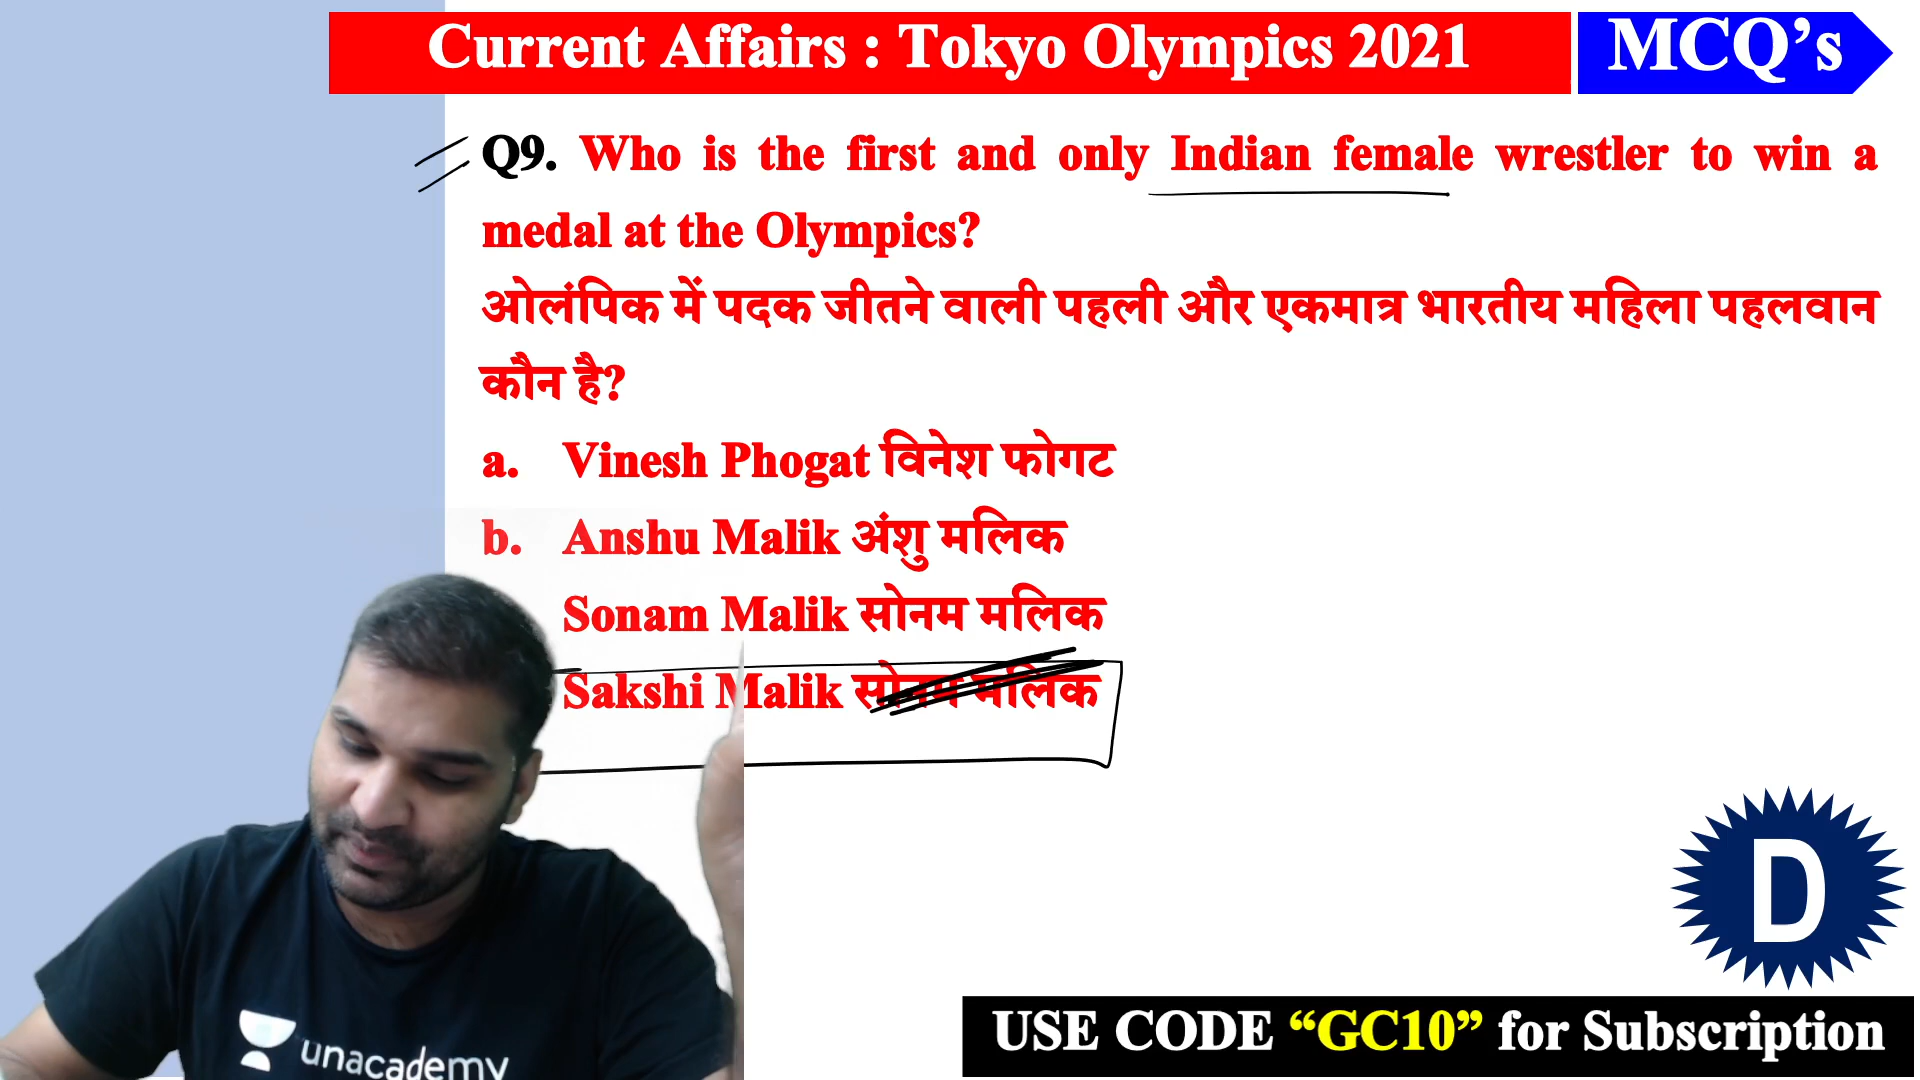 Current Affairs : Tokyo Olympics 2021
MCQ's
Q9. Who is the first and only Indian female wrestler to win a
medal at the Olympics?
ओलंपिक में पदक जीतने वाली पहली और एकमात्र भारतीय महिला पहलवान
कौन है?
a. Vinesh Phogat विनेश फोगट
b. Anshu Malik अंशु मलिक
Sonam Malik सोनम मलिक
Sakshi Malik सोनम मलिक
D
unacademy
USE CODE “GC10” for Subscription